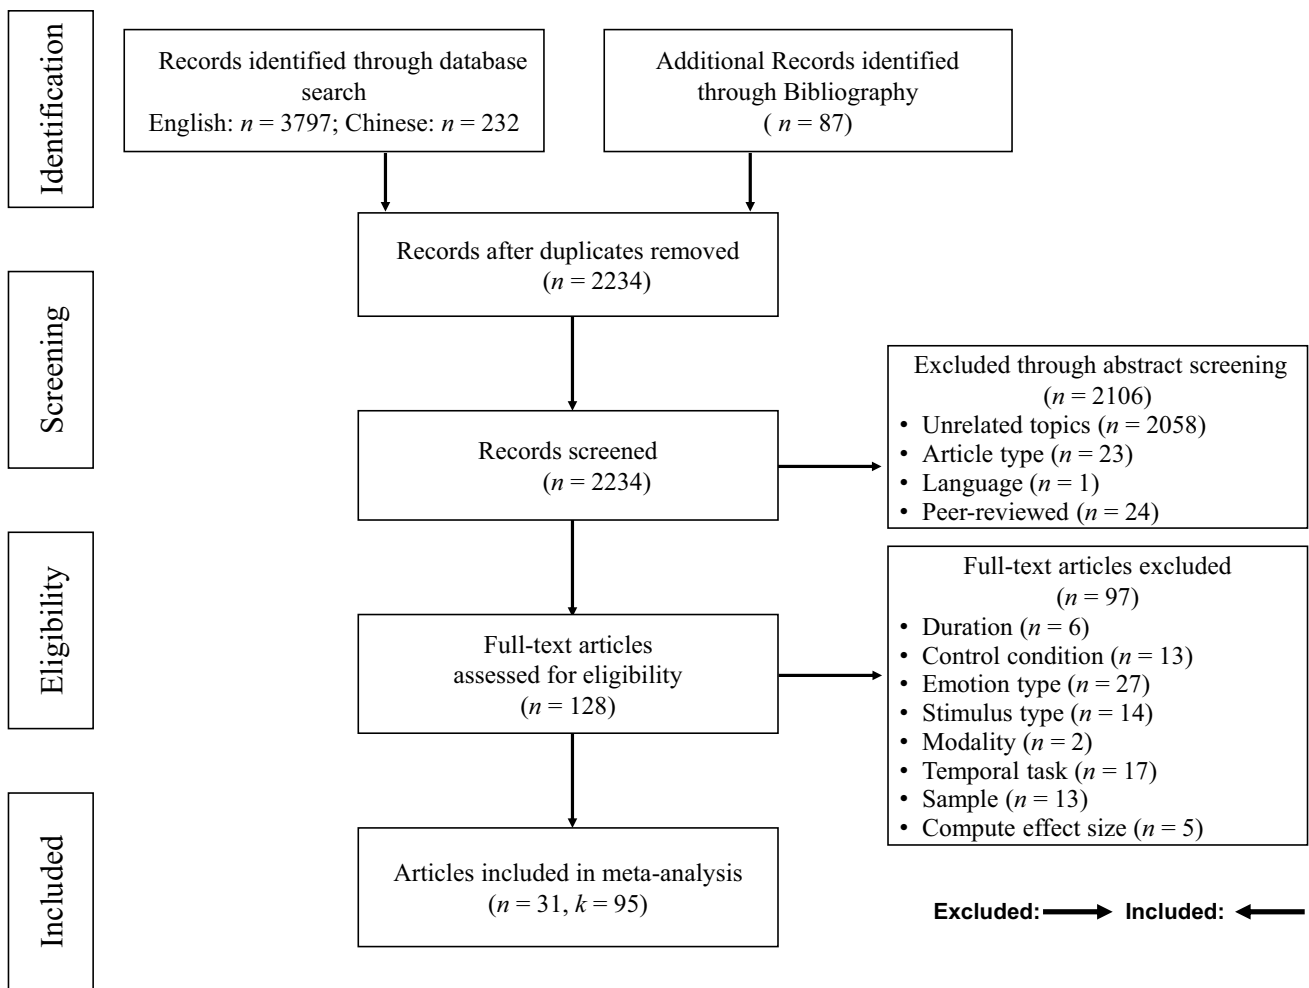 Identification
Records identified through database
search
English: n = 3797; Chinese: n = 232
Additional Records identified
through Bibliography
( n = 87)
Records after duplicates removed
(n = 2234)
Screening
Records screened
(n = 2234)
Excluded through abstract screening
(n = 2106)
• Unrelated topics (n = 2058)
• Article type (n = 23)
• Language (n = 1)
• Peer-reviewed (n = 24)
Eligibility
Full-text articles
assessed for eligibility
(n = 128)
Full-text articles excluded
(n = 97)
• Duration (n = 6)
• Control condition (n = 13)
• Emotion type (n = 27)
• Stimulus type (n = 14)
• Modality (n = 2)
• Temporal task (n = 17)
• Sample (n = 13)
• Compute effect size (n = 5)
Included
Articles included in meta-analysis
(n = 31, k = 95)
Excluded: Included: